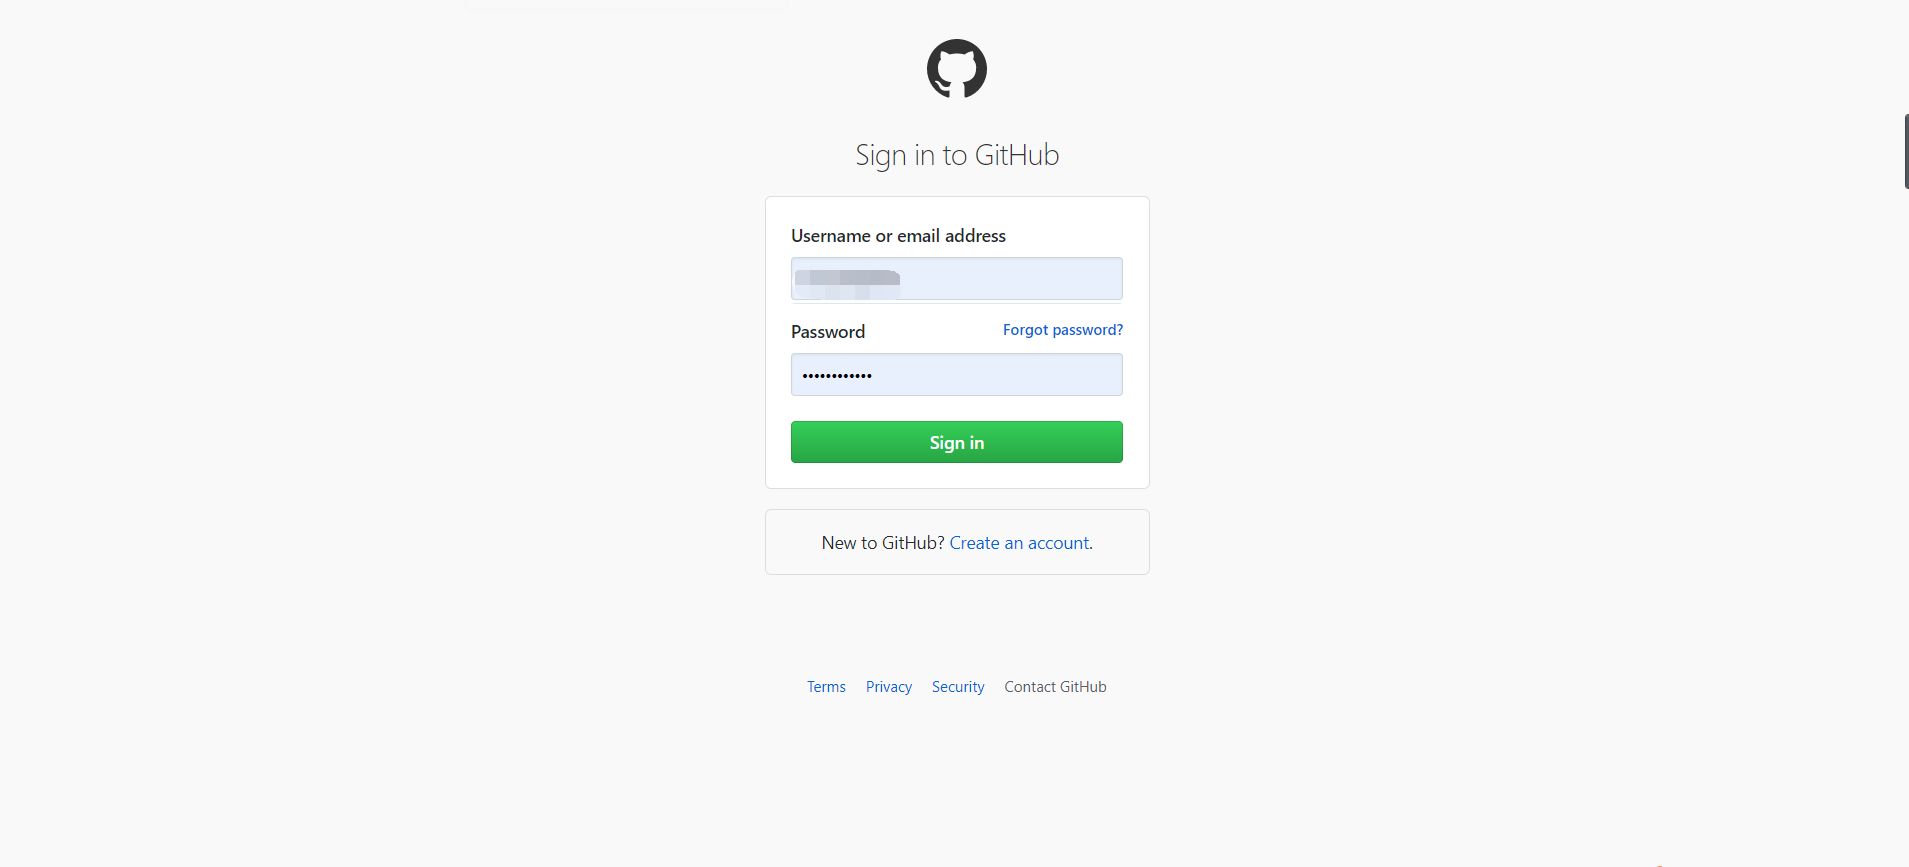 Sign in to GitHub
Username or email address
Password Forgot password?
••••••••••••
Sign in
New to GitHub? Create an account.
Terms Privacy Security Contact GitHub